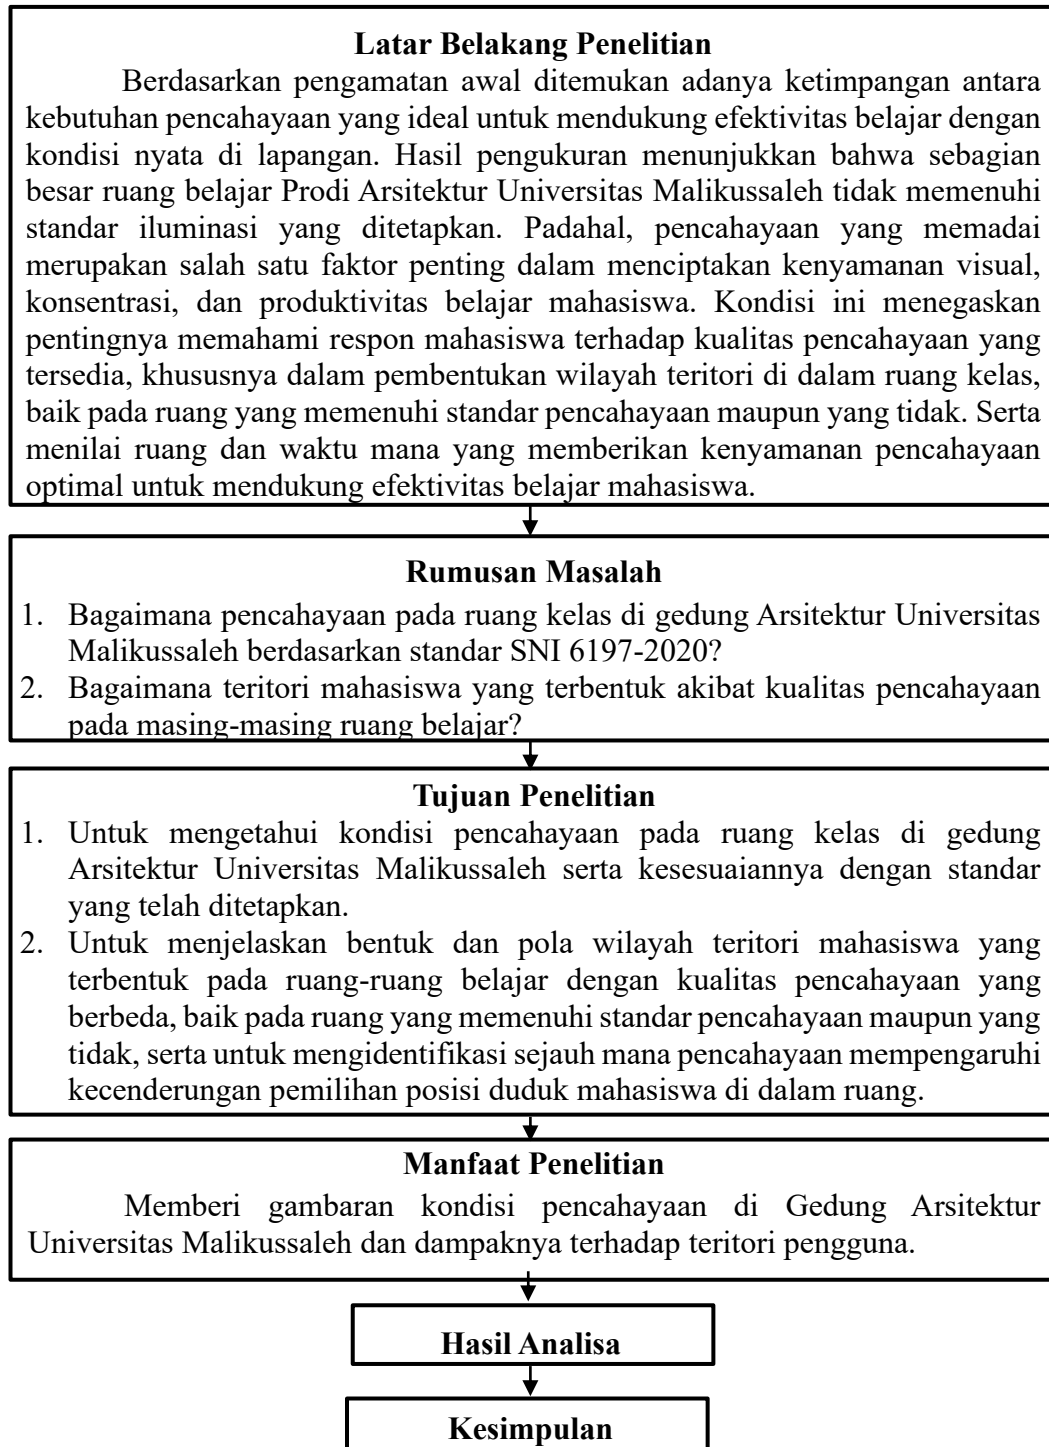 Latar Belakang Penelitian
Berdasarkan pengamatan awal ditemukan adanya ketimpangan antara
kebutuhan pencahayaan yang ideal untuk mendukung efektivitas belajar dengan
kondisi nyata di lapangan. Hasil pengukuran menunjukkan bahwa sebagian
besar ruang belajar Prodi Arsitektur Universitas Malikussaleh tidak memenuhi
standar iluminasi yang ditetapkan. Padahal, pencahayaan yang memadai
merupakan salah satu faktor penting dalam menciptakan kenyamanan visual,
konsentrasi, dan produktivitas belajar mahasiswa. Kondisi ini menegaskan
pentingnya memahami respon mahasiswa terhadap kualitas pencahayaan yang
tersedia, khususnya dalam pembentukan wilayah teritori di dalam ruang kelas,
baik pada ruang yang memenuhi standar pencahayaan maupun yang tidak. Serta
menilai ruang dan waktu mana yang memberikan kenyamanan pencahayaan
optimal untuk mendukung efektivitas belajar mahasiswa.
Rumusan Masalah
1. Bagaimana pencahayaan pada ruang kelas di gedung Arsitektur Universitas
Malikussaleh berdasarkan standar SNI 6197-2020?
2. Bagaimana teritori mahasiswa yang terbentuk akibat kualitas pencahayaan
pada masing-masing ruang belajar?
Tujuan Penelitian
1. Untuk mengetahui kondisi pencahayaan pada ruang kelas di gedung
Arsitektur Universitas Malikussaleh serta kesesuaiannya dengan standar
yang telah ditetapkan.
2. Untuk menjelaskan bentuk dan pola wilayah teritori mahasiswa yang
terbentuk pada ruang-ruang belajar dengan kualitas pencahayaan yang
berbeda, baik pada ruang yang memenuhi standar pencahayaan maupun yang
tidak, serta untuk mengidentifikasi sejauh mana pencahayaan mempengaruhi
kecenderungan pemilihan posisi duduk mahasiswa di dalam ruang.
Manfaat Penelitian
Memberi gambaran kondisi pencahayaan di Gedung Arsitektur
Universitas Malikussaleh dan dampaknya terhadap teritori pengguna.
Hasil Analisa
Kesimpulan